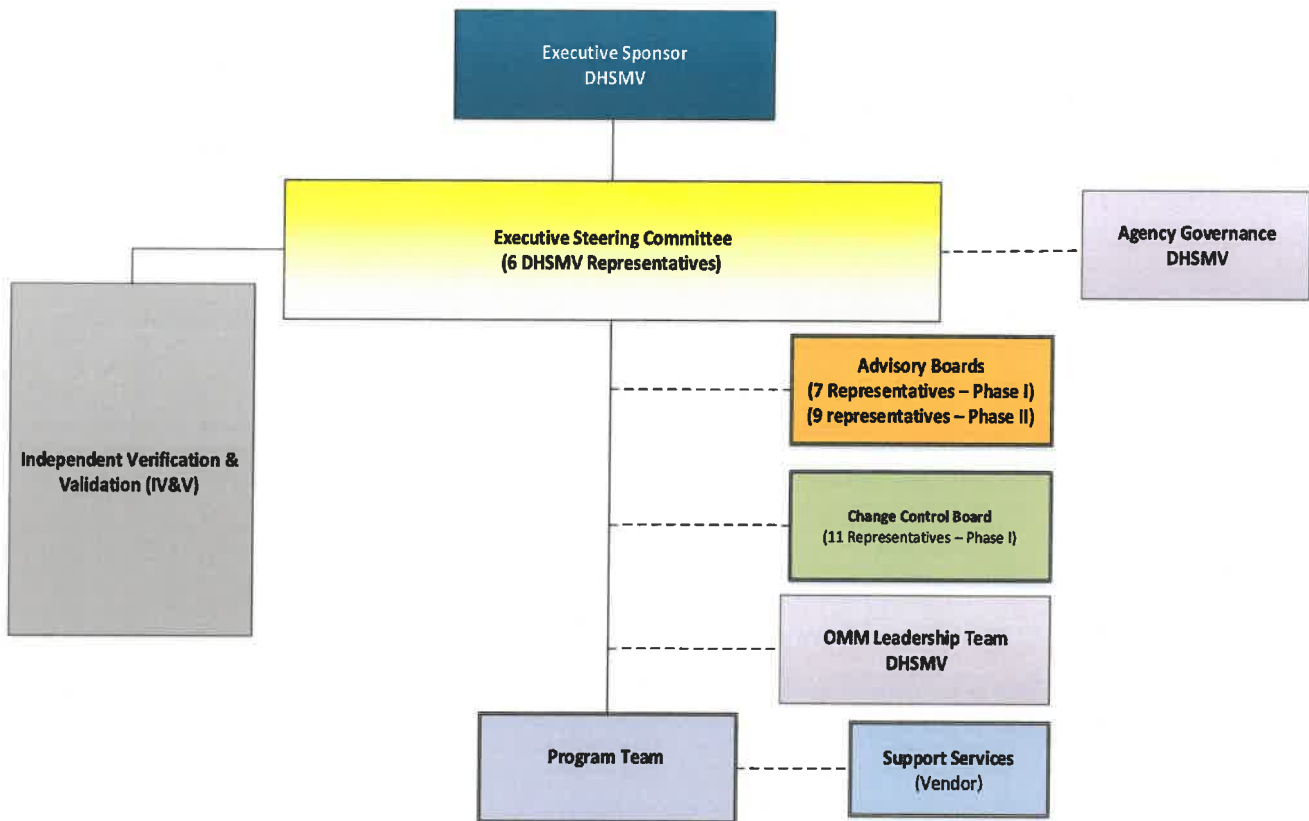 Executive Sponsor
DHSMV
Executive Steering Committee
(6 DHSMV Representatives)
Agency Governance
DHSMV
Advisory Boards
(7 Representatives – Phase I)
(9 representatives – Phase II)
Independent Verification &
Validation (IV&V)
Change Control Board
(11 Representatives – Phase I)
OMM Leadership Team
DHSMV
Program Team
Support Services
(Vendor)